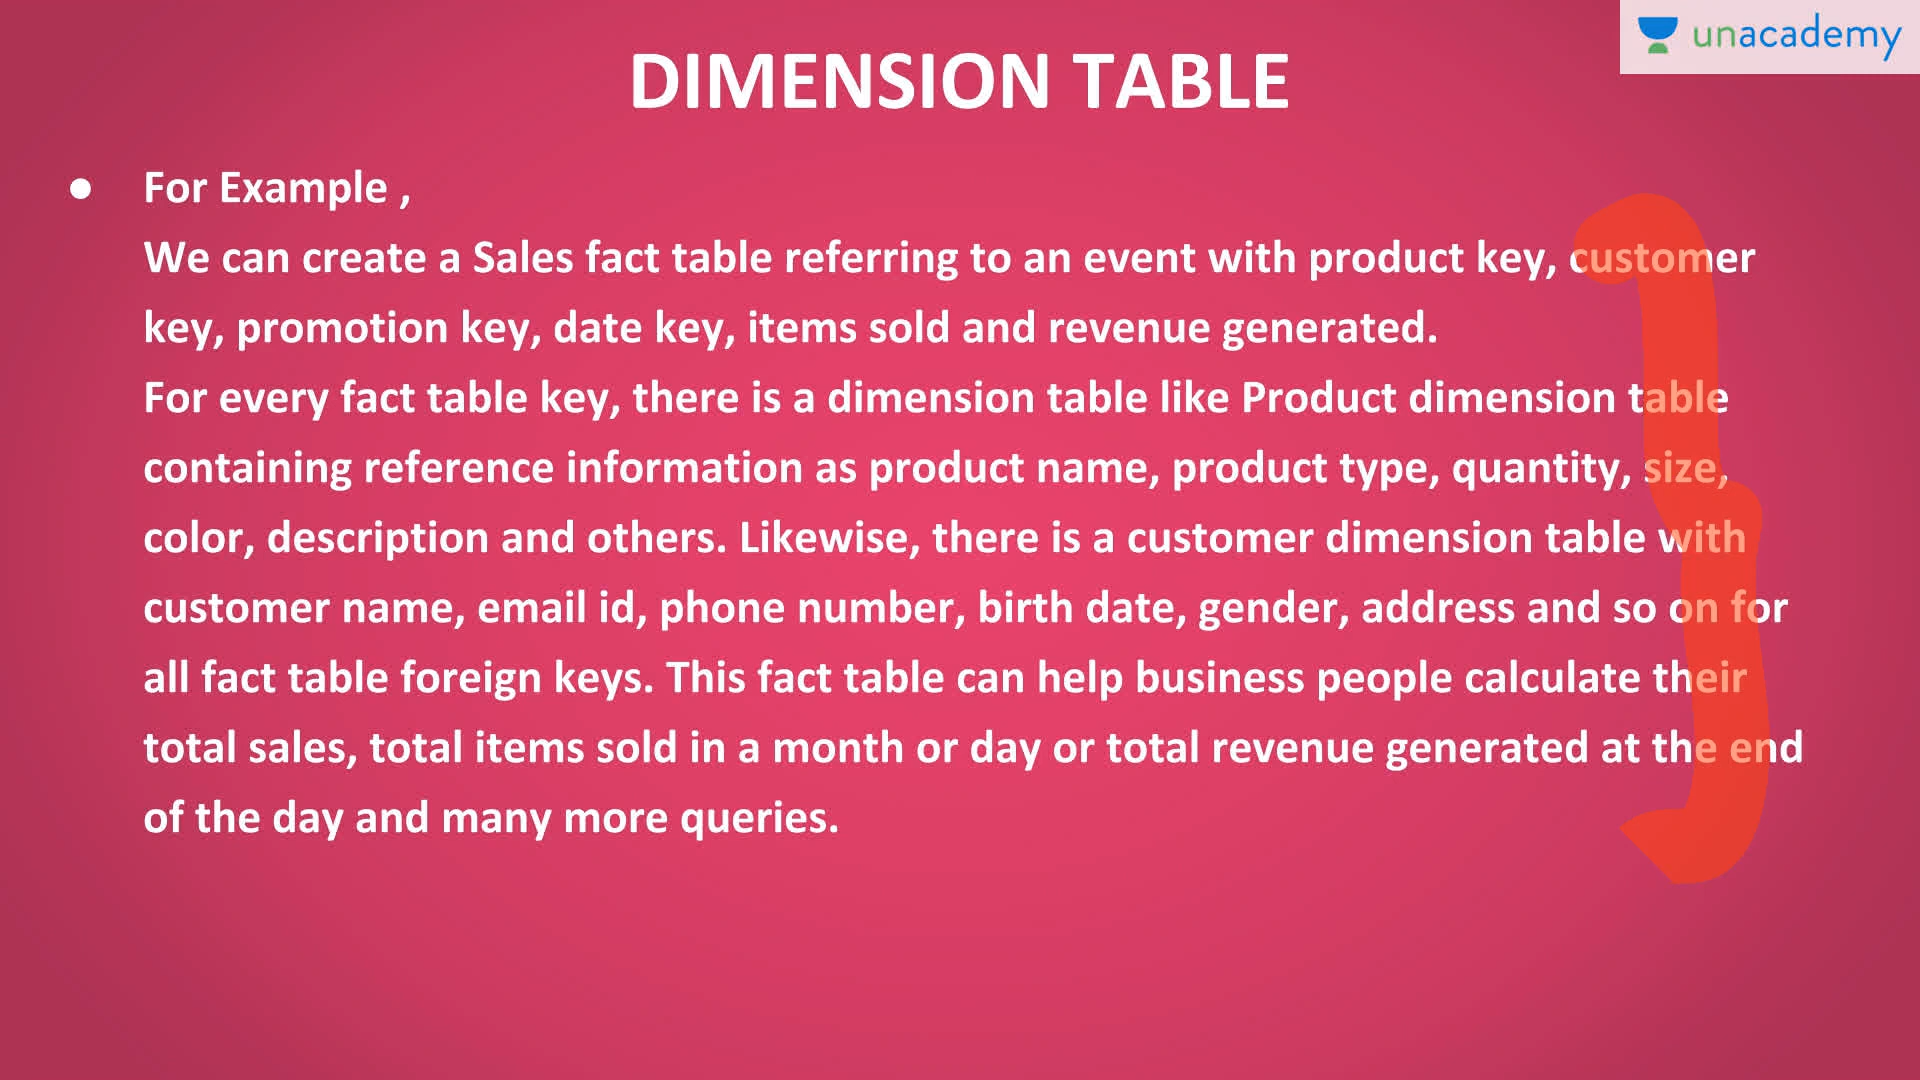 unacademy
DIMENSION TABLE
● For Example ,
We can create a Sales fact table referring to an event with product key, customer
key, promotion key, date key, items sold and revenue generated.
For every fact table key, there is a dimension table like Product dimension table
containing reference information as product name, product type, quantity, size,
color, description and others. Likewise, there is a customer dimension table with
customer name, email id, phone number, birth date, gender, address and so on for
all fact table foreign keys. This fact table can help business people calculate their
total sales, total items sold in a month or day or total revenue generated at the end
of the day and many more queries.